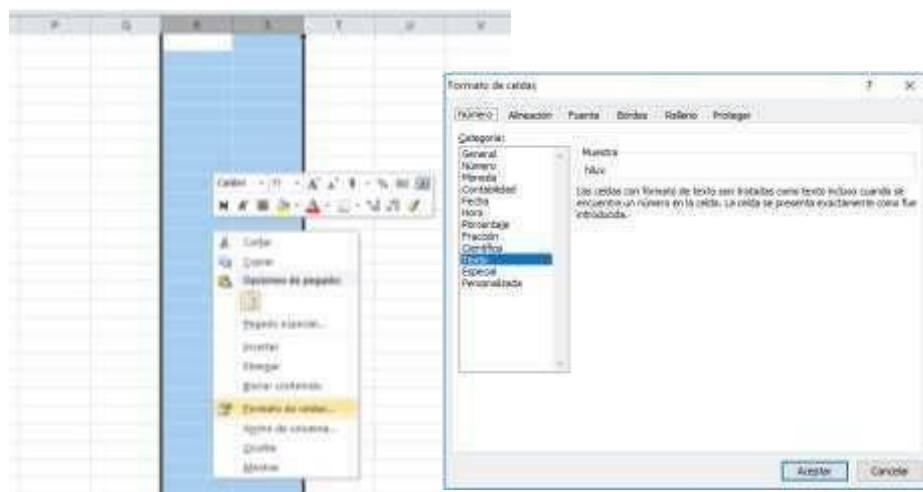 P Q R S T U V
Calibri 11 A A $ % 000
N K
Cortar
Copiar
Opciones de pegado:
Pegado especial...
Insertar
Eliminar
Borrar contenido
Formato de celdas...
Ancho de columna...
Ocultar
Mostrar
Formato de celdas ? X
Número Alineación Fuente Bordes Relleno Proteger
Categoría:
General
Número
Moneda
Contabilidad
Fecha
Hora
Porcentaje
Fracción
Científica
Texto
Especial
Personalizada
Muestra
Las celdas con formato de texto son tratadas como texto incluso cuando se
encuentre un número en la celda. La celda se presenta exactamente como fue
introducida.
Aceptar Cancelar